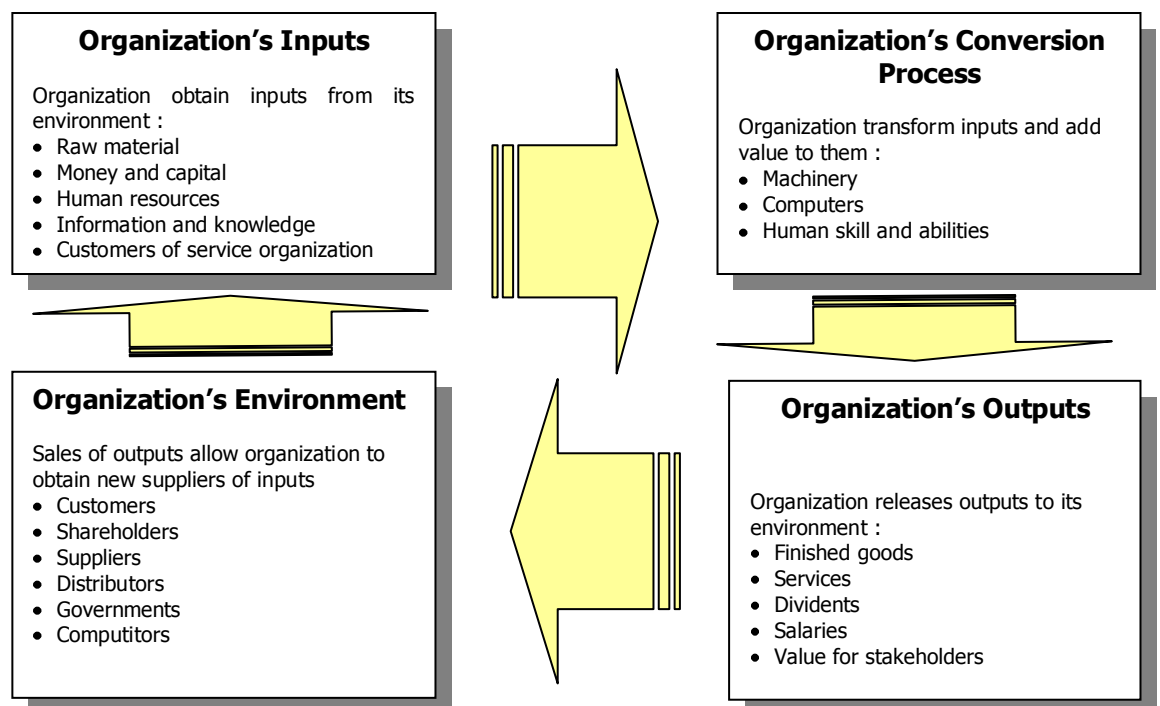 Organization’s Inputs
Organization obtain inputs from its
environment :
• Raw material
• Money and capital
• Human resources
• Information and knowledge
• Customers of service organization
Organization’s Conversion
Process
Organization transform inputs and add
value to them :
• Machinery
• Computers
• Human skill and abilities
Organization’s Environment
Sales of outputs allow organization to
obtain new suppliers of inputs
• Customers
• Shareholders
• Suppliers
• Distributors
• Governments
• Computitors
Organization’s Outputs
Organization releases outputs to its
environment :
• Finished goods
• Services
• Dividents
• Salaries
• Value for stakeholders